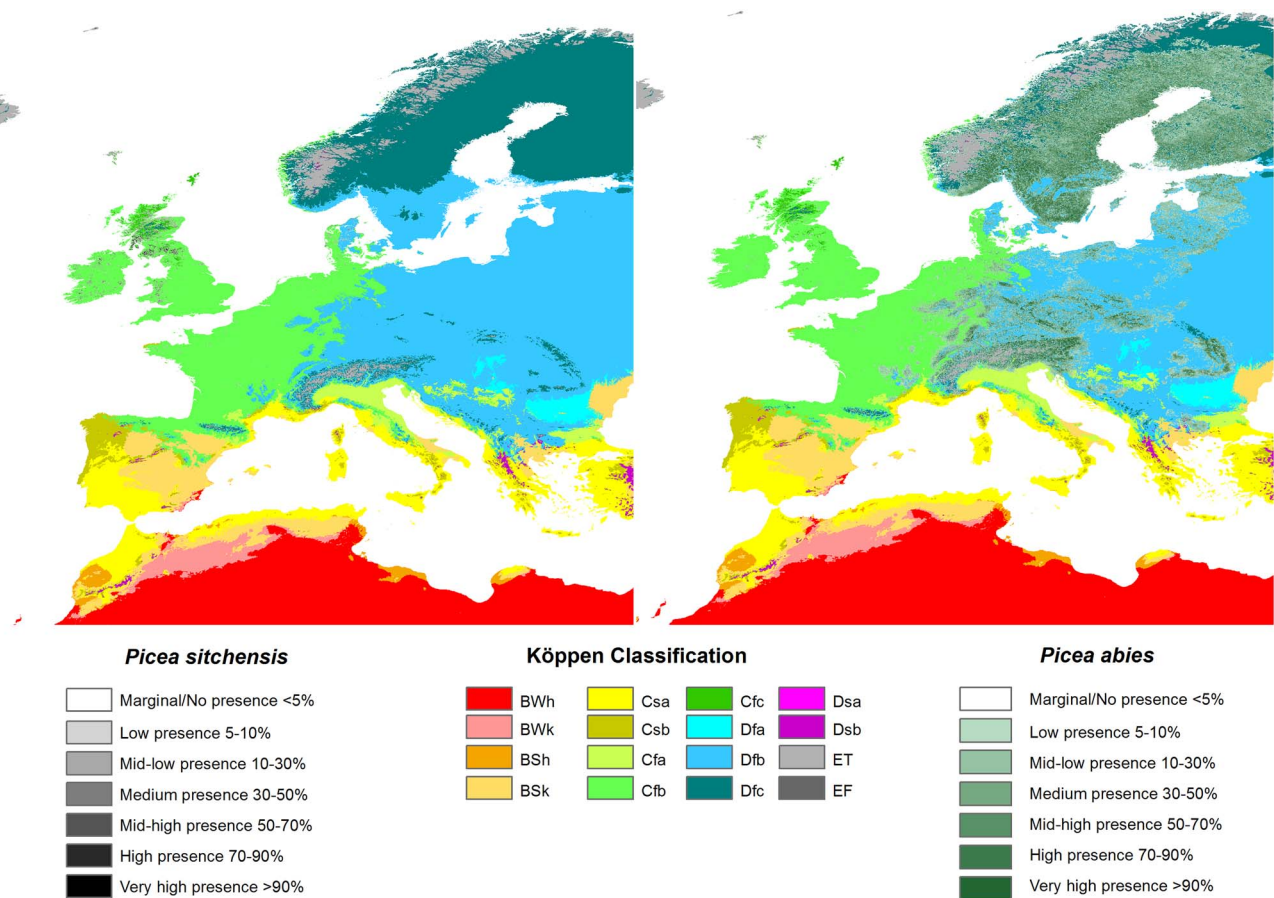 Picea sitchensis
Marginal/No presence <5%
Low presence 5-10%
Mid-low presence 10-30%
Medium presence 30-50%
Mid-high presence 50-70%
High presence 70-90%
Very high presence >90%
Köppen Classification
BWh
BWk
BSh
BSk
Csa
Csb
Cfa
Cfb
Cfc
Dfa
Dfb
Dfc
Dsa
Dsb
ET
EF
Picea abies
Marginal/No presence <5%
Low presence 5-10%
Mid-low presence 10-30%
Medium presence 30-50%
Mid-high presence 50-70%
High presence 70-90%
Very high presence >90%